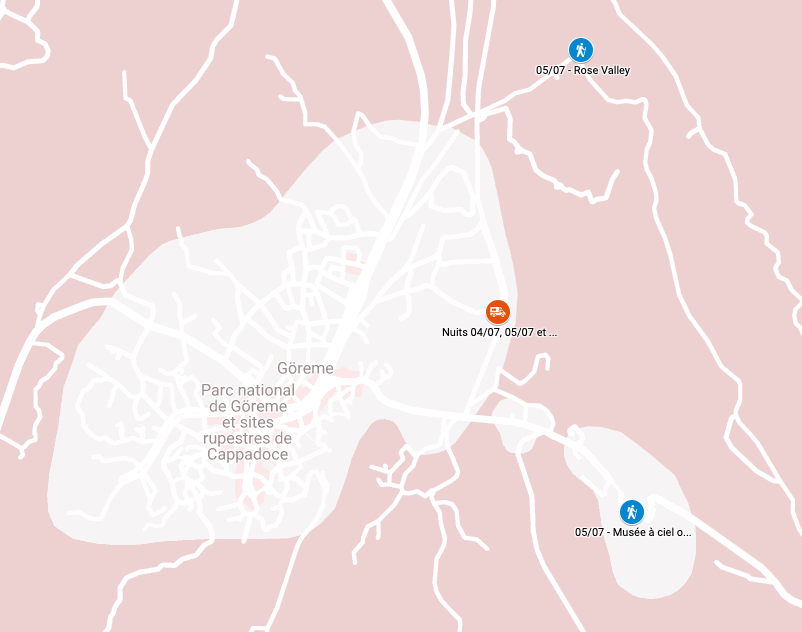 05/07 - Rose Valley
Nuits 04/07, 05/07 et ...
Göreme
Parc national
de Göreme
et sites
rupestres de
Cappadoce
05/07 - Musée à ciel o...